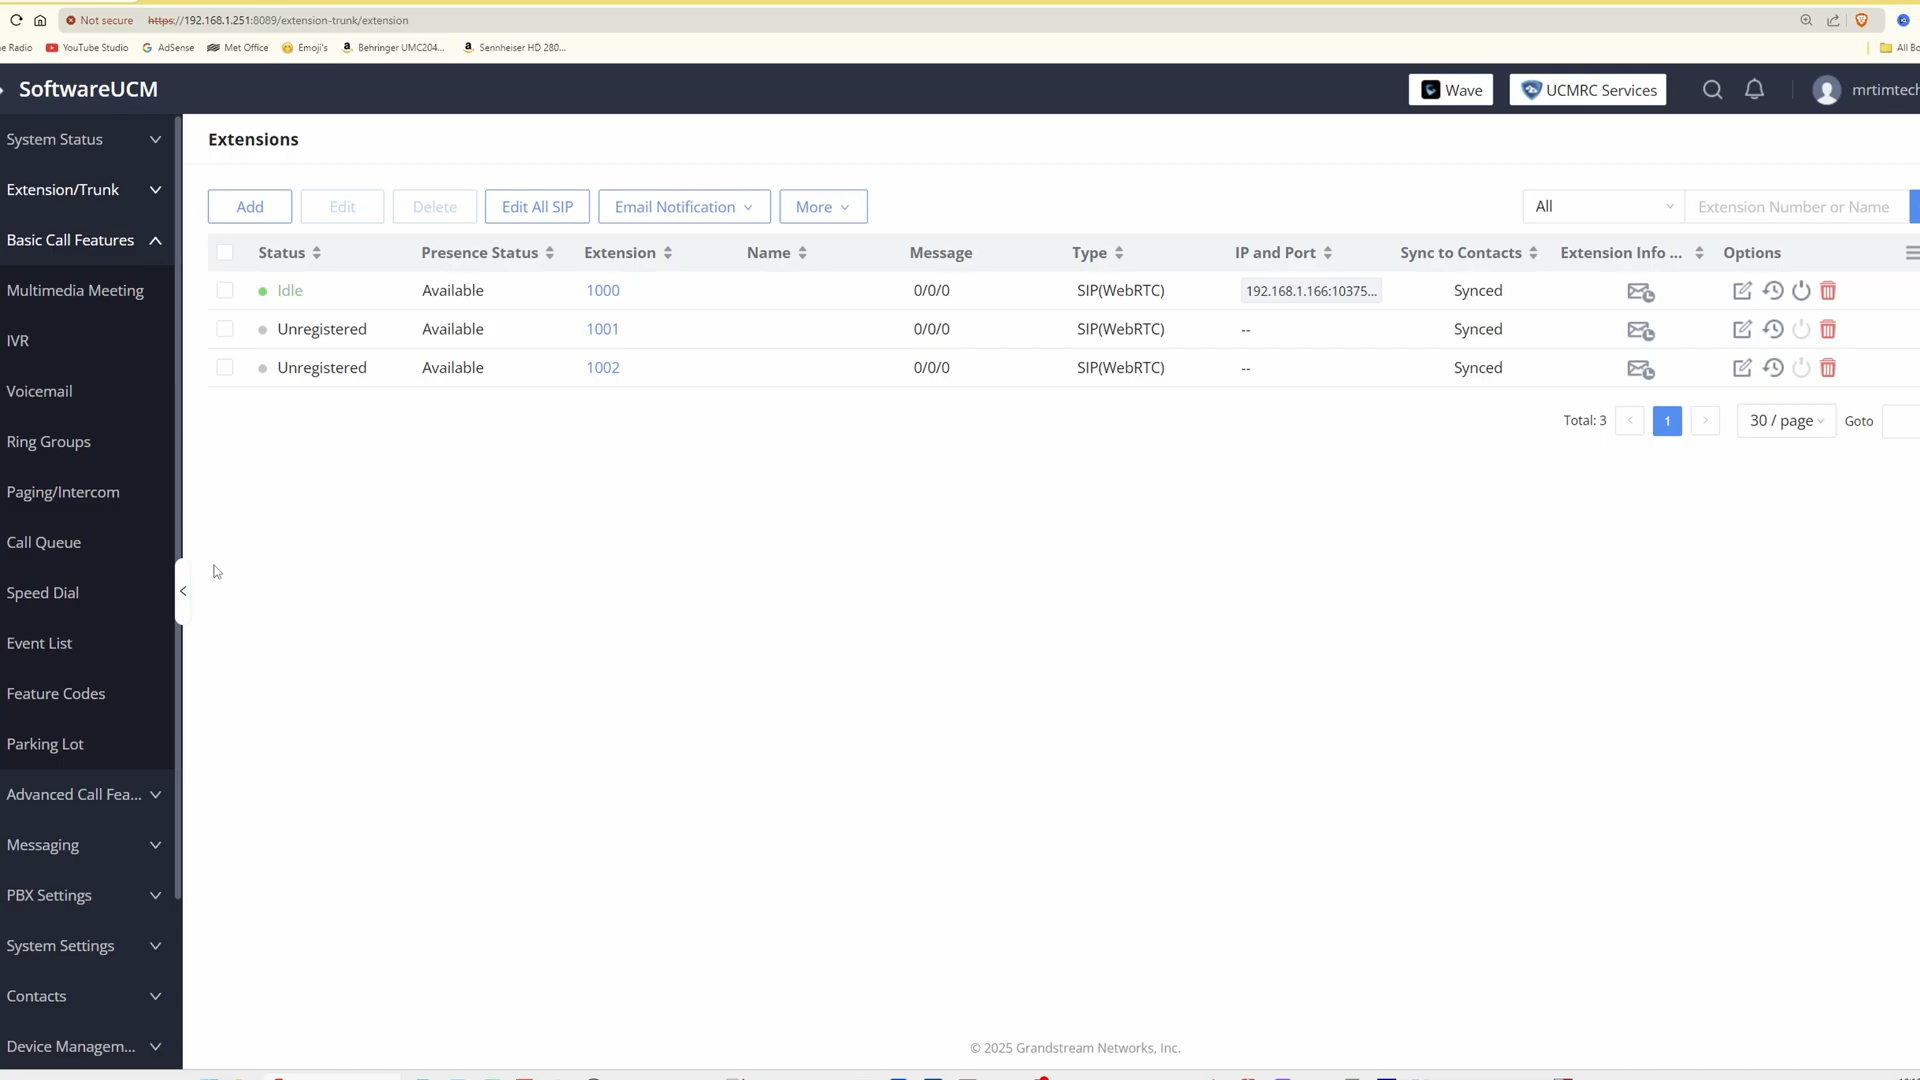 Not secure https://192.168.1.251:8089/extension-trunk/extension
e Radio YouTube Studio AdSense Met Office Emoji's Behringer UMC204... Sennheiser HD 280... All Bo
SoftwareUCM Wave UCMRC Services mrtimtech
System Status
Extension/Trunk
Basic Call Features
Multimedia Meeting
IVR
Voicemail
Ring Groups
Paging/Intercom
Call Queue
Speed Dial
Event List
Feature Codes
Parking Lot
Advanced Call Fea...
Messaging
PBX Settings
System Settings
Contacts
Device Managem...
Extensions
Add Edit Delete Edit All SIP Email Notification More All Extension Number or Name
Status Presence Status Extension Name Message Type IP and Port Sync to Contacts Extension Info ... Options
Idle Available 1000 0/0/0 SIP(WebRTC) 192.168.1.166:10375... Synced
Unregistered Available 1001 0/0/0 SIP(WebRTC) -- Synced
Unregistered Available 1002 0/0/0 SIP(WebRTC) -- Synced
Total: 3 < 1 > 30 / page Goto
© 2025 Grandstream Networks, Inc.